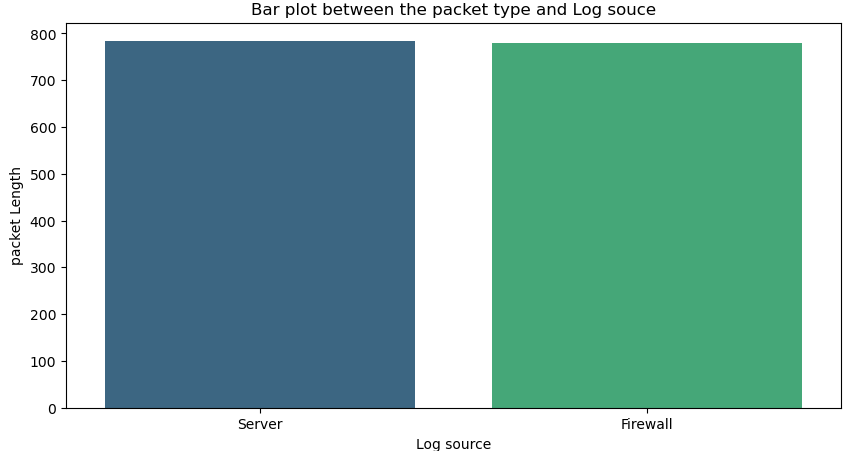 Bar plot between the packet type and Log souce
packet Length
800
700
600
500
400
300
200
100
0
Server
Firewall
Log source